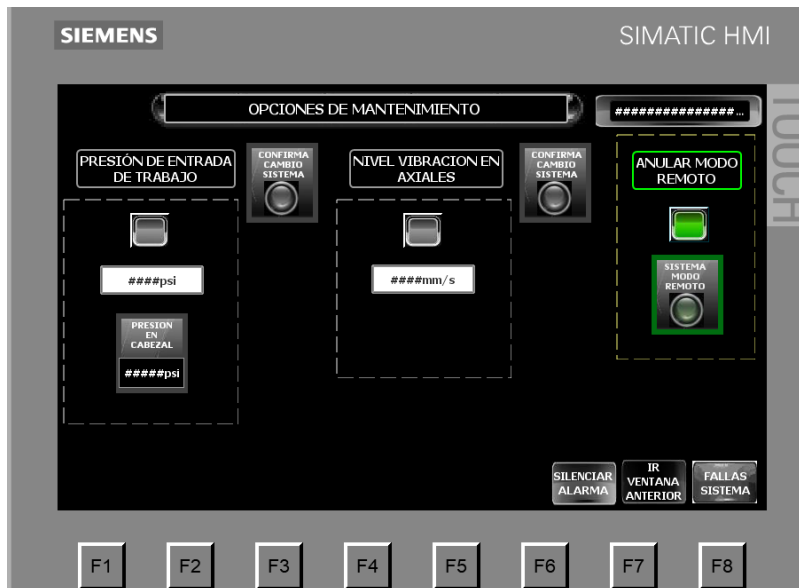 SIEMENS
SIMATIC HMI
TOUCH
OPCIONES DE MANTENIMIENTO
###############...
PRESIÓN DE ENTRADA
DE TRABAJO
CONFIRMA
CAMBIO
SISTEMA
NIVEL VIBRACION EN
AXIALES
CONFIRMA
CAMBIO
SISTEMA
ANULAR MODO
REMOTO
####psi
####mm/s
SISTEMA
MODO
REMOTO
PRESION
EN
CABEZAL
#####psi
SILENCIAR
ALARMA
IR
VENTANA
ANTERIOR
FALLAS
SISTEMA
F1
F2
F3
F4
F5
F6
F7
F8